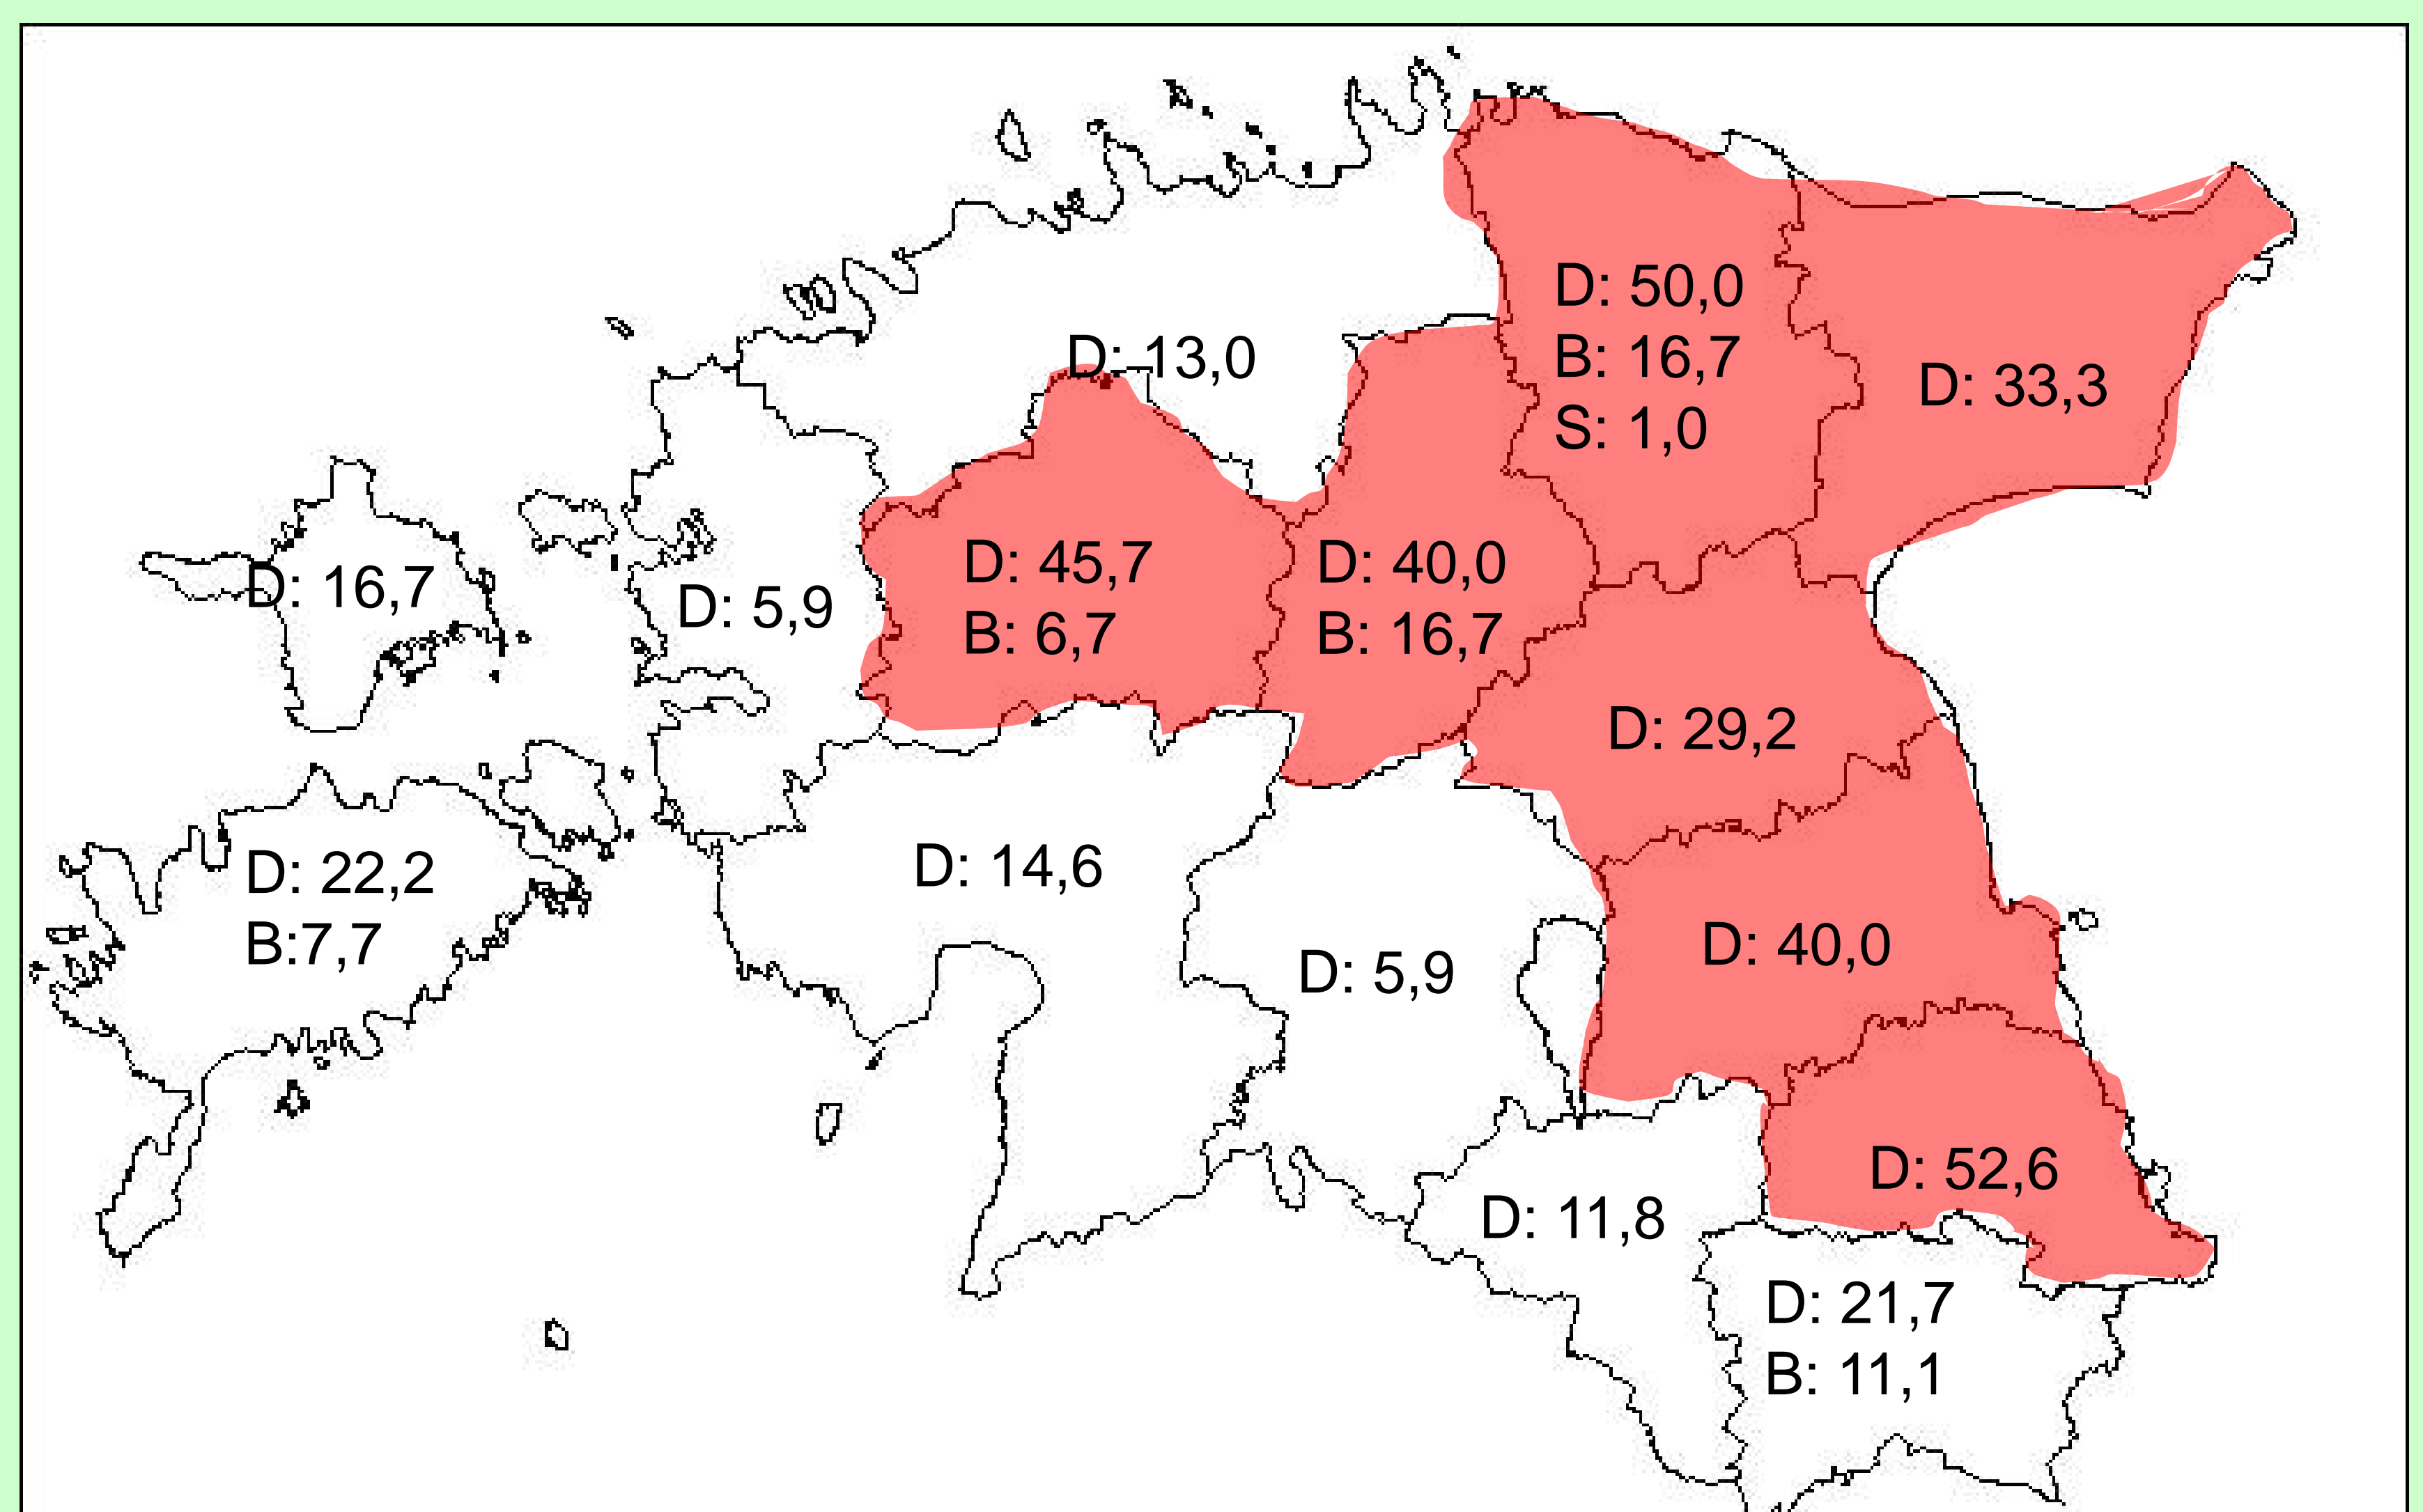 D: 50,0
B: 16,7
S: 1,0
D: 13,0
D: 33,3
D: 16,7
D: 5,9
D: 45,7
B: 6,7
D: 40,0
B: 16,7
D: 29,2
D: 22,2
B:7,7
D: 14,6
D: 5,9
D: 40,0
D: 52,6
D: 11,8
D: 21,7
B: 11,1